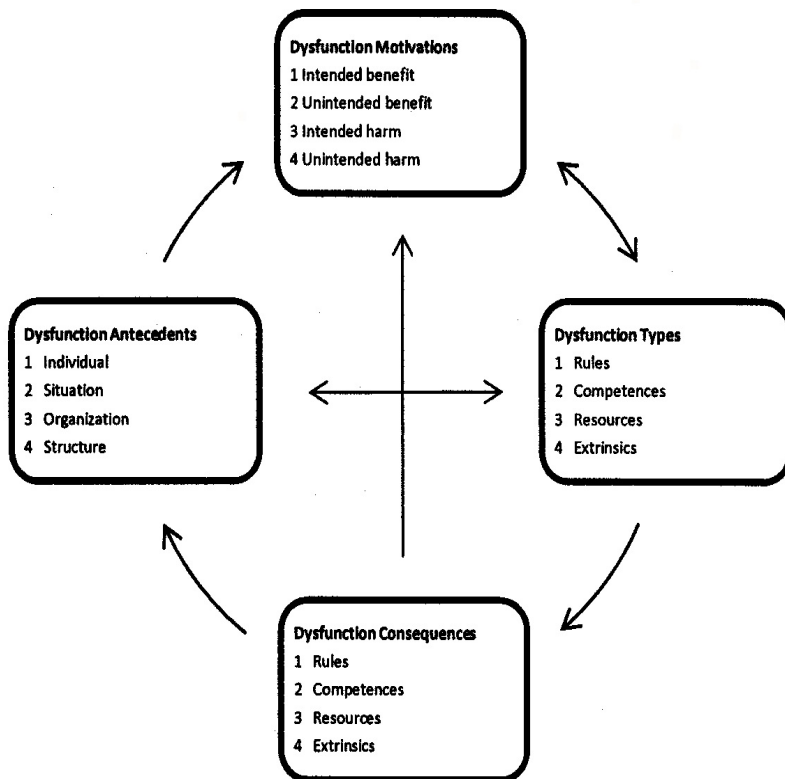 Dysfunction Motivations
1 Intended benefit
2 Unintended benefit
3 Intended harm
4 Unintended harm
Dysfunction Antecedents
1 Individual
2 Situation
3 Organization
4 Structure
Dysfunction Types
1 Rules
2 Competences
3 Resources
4 Extrinsics
Dysfunction Consequences
1 Rules
2 Competences
3 Resources
4 Extrinsics